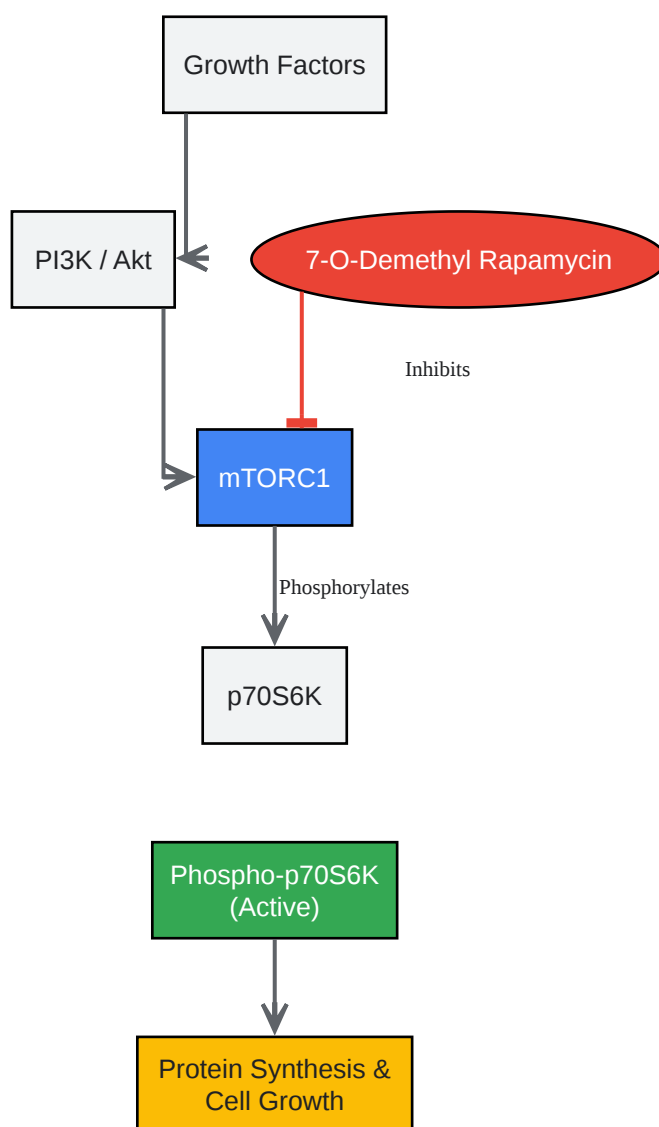 Growth Factors
PI3K / Akt
7-O-Demethyl Rapamycin
Inhibits
mTORC1
Phosphorylates
p70S6K
Phospho-p70S6K
(Active)
Protein Synthesis &
Cell Growth